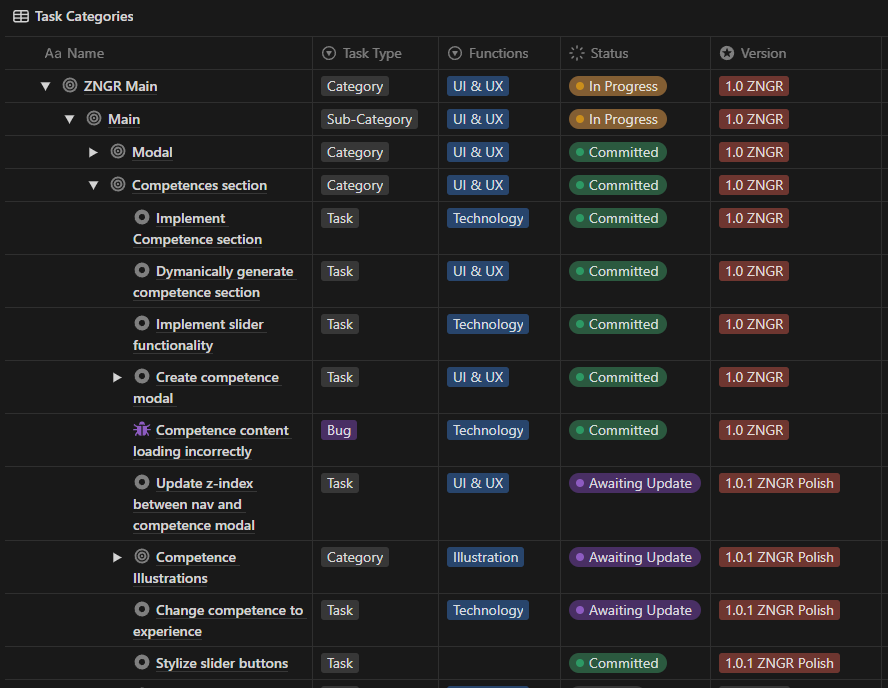 Task Categories
Aa Name Task Type Functions Status Version
ZNGR Main Category UI & UX In Progress 1.0 ZNGR
Main Sub-Category UI & UX In Progress 1.0 ZNGR
Modal Category UI & UX Committed 1.0 ZNGR
Competences section Category UI & UX Committed 1.0 ZNGR
Implement Task Technology Committed 1.0 ZNGR
Competence section
Dymanically generate Task UI & UX Committed 1.0 ZNGR
competence section
Implement slider Task Technology Committed 1.0 ZNGR
functionality
Create competence Task UI & UX Committed 1.0 ZNGR
modal
Competence content Bug Technology Committed 1.0 ZNGR
loading incorrectly
Update z-index Task UI & UX Awaiting Update 1.0.1 ZNGR Polish
between nav and
competence modal
Competence Category Illustration Awaiting Update 1.0.1 ZNGR Polish
Illustrations
Change competence to Task Technology Awaiting Update 1.0.1 ZNGR Polish
experience
Stylize slider buttons Task Committed 1.0.1 ZNGR Polish